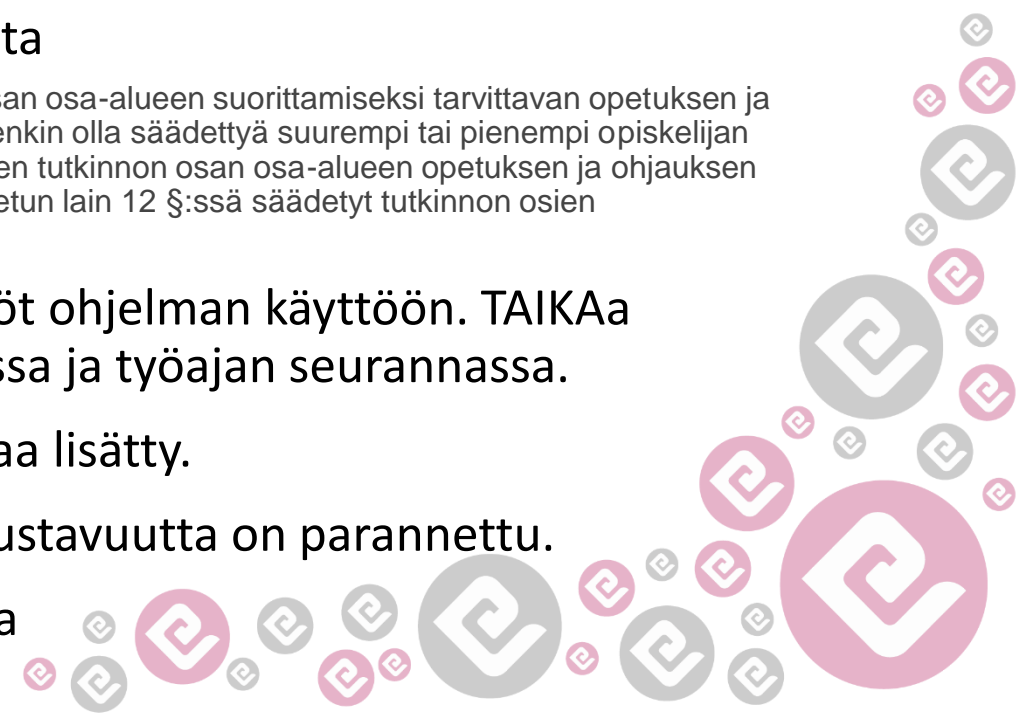 ta
san osa-alueen suorittamiseksi tarvittavan opetuksen ja
enkin olla säädettyä suurempi tai pienempi opiskelijan
en tutkinnon osan osa-alueen opetuksen ja ohjauksen
etun lain 12 §:ssä säädetyt tutkinnon osien
öt ohjelman käyttöön. TAIKAa
ssa ja työajan seurannassa.
aa lisätty.
ustavuutta on parannettu.
a